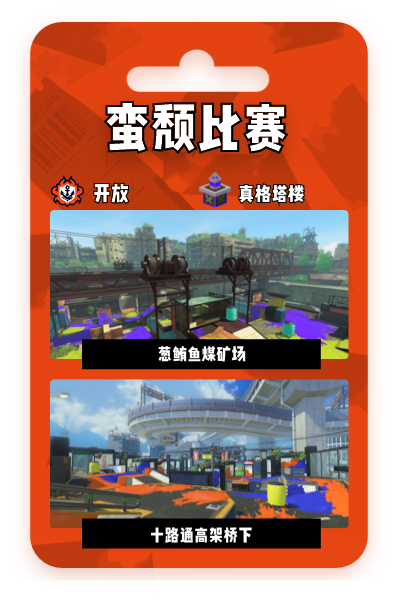 蛮颓比赛
开放
真格塔楼
葱鲔鱼煤矿场
十路通高架桥下